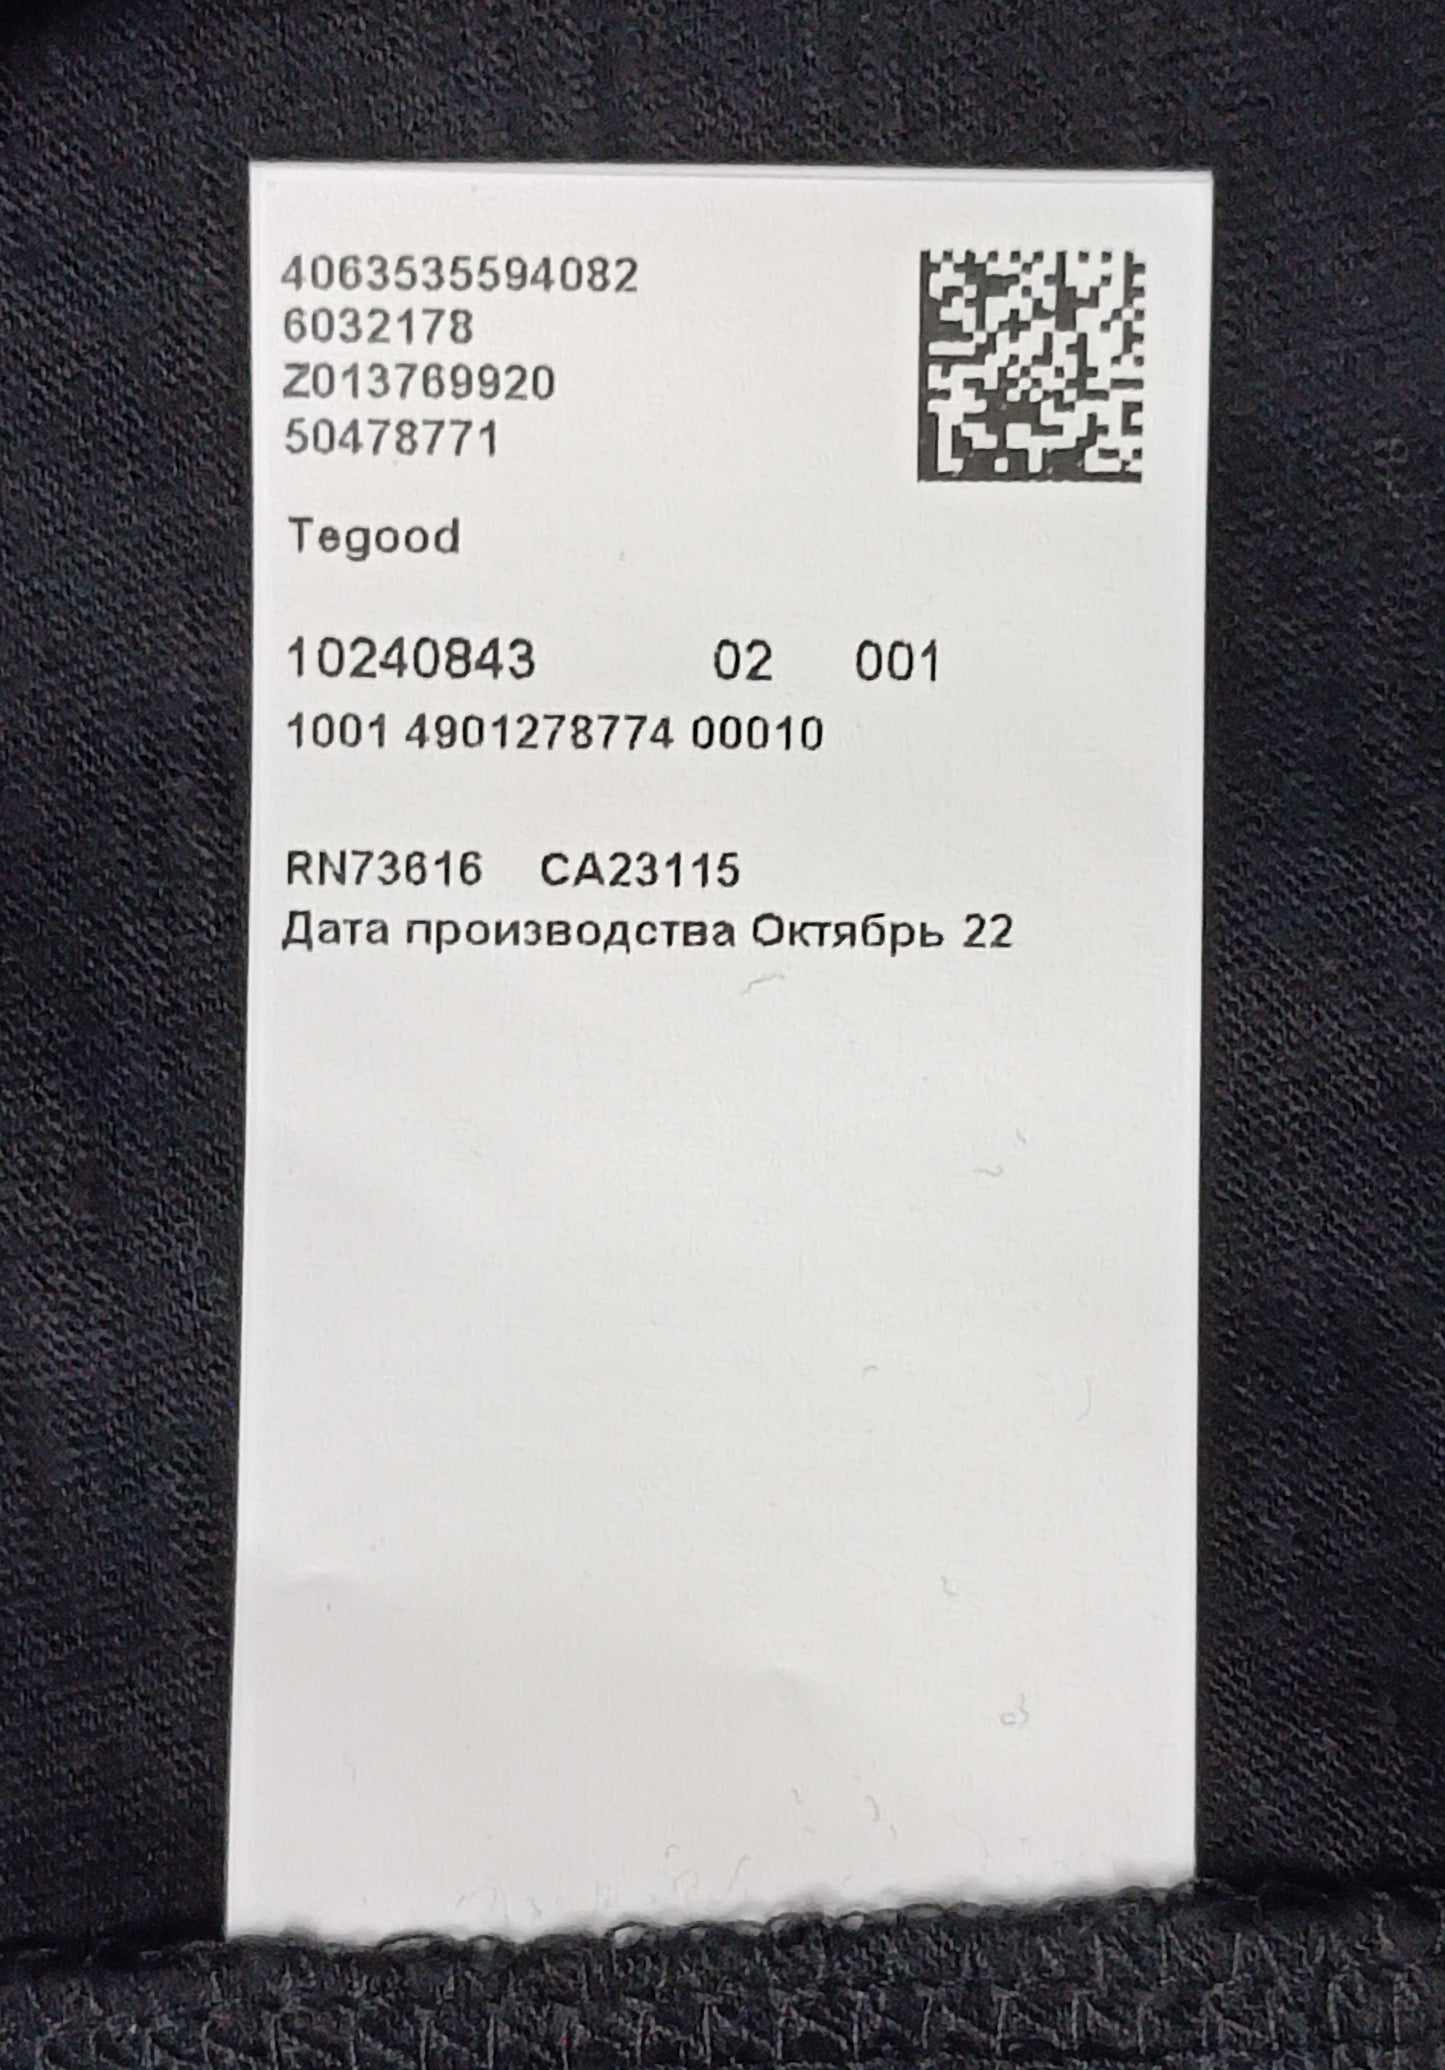 4063535594082
6032178
Z013769920
50478771
Tegood
10240843 02 001
1001 4901278774 00010
RN73616 CA23115
Дата производства Октябрь 22